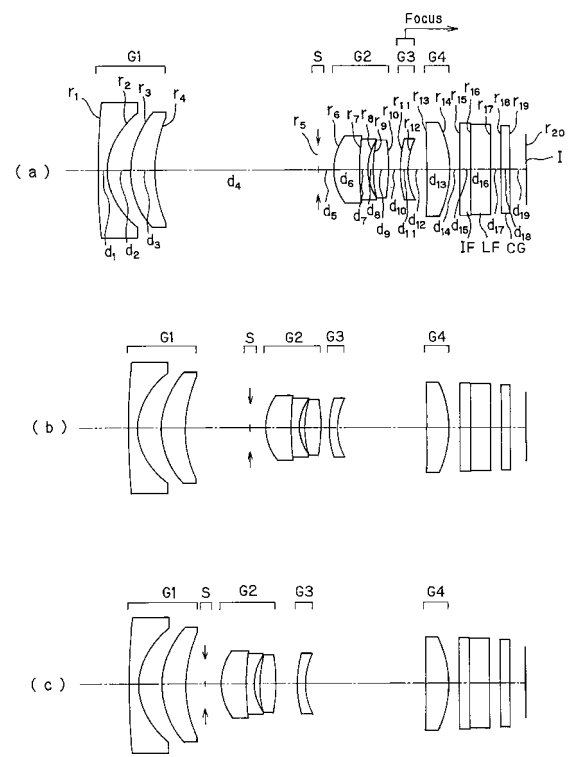 Focus
G1 S G2 G3 G4
r1 r2 r3 r4 r5 r6 r7 r8 r9 r10 r11 r12 r13 r14 r15 r16 r17 r18 r19 r20
(a)
I
d1 d2 d3 d4 d5 d6 d7 d8 d9 d10 d11 d12 d13 d14 d15 d16 d17 d18 d19
IF LF CG
G1 S G2 G3 G4
(b)
G1 S G2 G3 G4
(c)